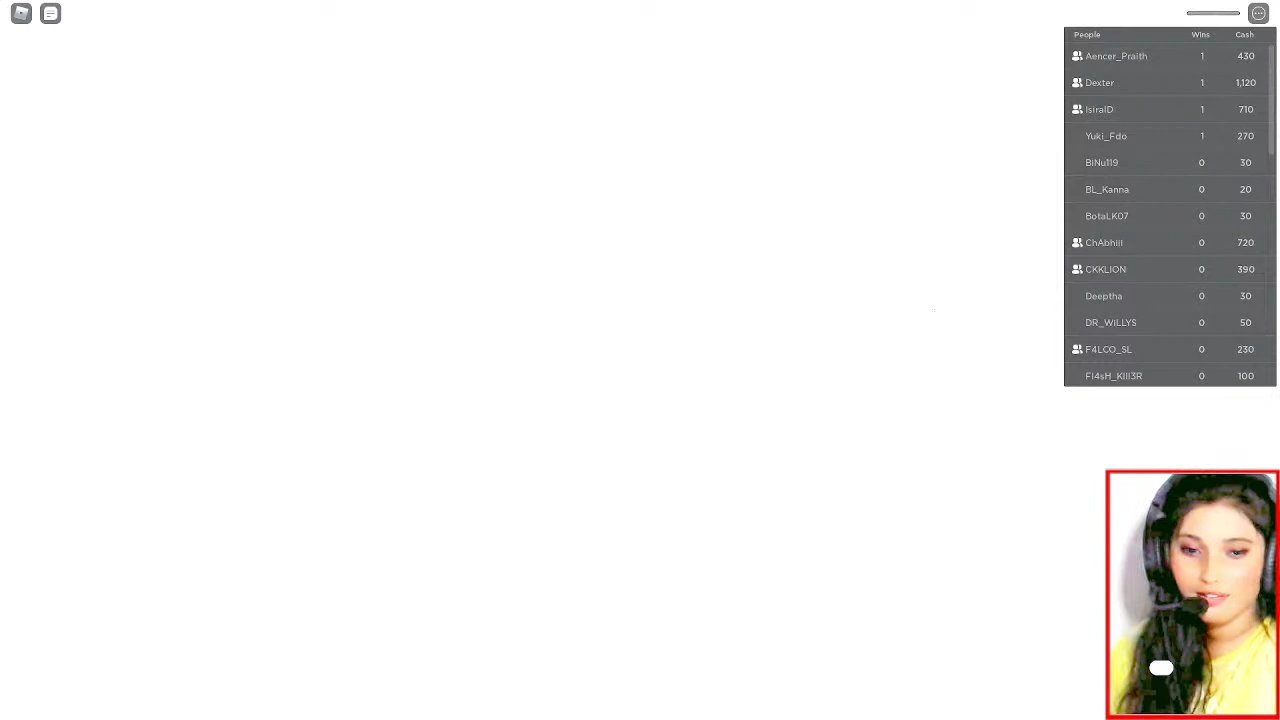 People Wins Cash
Aencer_Praith 1 430
Dexter 1 1,120
IsiraID 1 710
Yuki_Fdo 1 270
BiNu119 0 30
BL_Kanna 0 20
BotaLK07 0 30
ChAbhiii 0 720
CKKLION 0 390
Deeptha 0 30
DR_WiLLYS 0 50
F4LCO_SL 0 230
Fl4sH_KIll3R 0 100